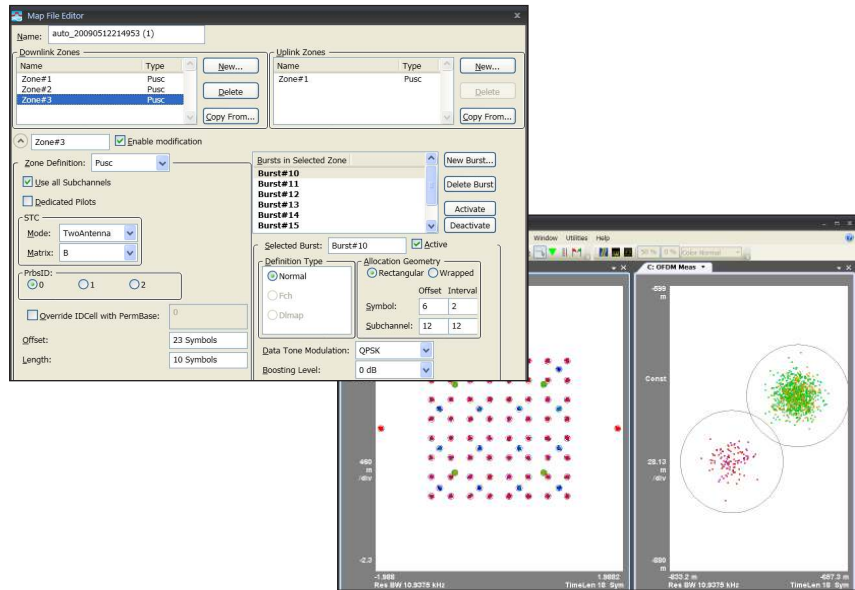 Map File Editor
Name: auto_20090512214953 (1)
Downlink Zones
Name Type
Zone#1 Pusc
Zone#2 Pusc
Zone#3 Pusc
New...
Delete
Copy From...
Uplink Zones
Name Type
Zone#1 Pusc
New...
Delete
Copy From...
Zone#3 Enable modification
Zone Definition: Pusc
Use all Subchannels
Dedicated Pilots
STC
Mode: TwoAntenna
Matrix: B
PrbsID:
0 1 2
Override IDCell with PermBase: 0
Offset: 23 Symbols
Length: 10 Symbols
Bursts in Selected Zone
Burst#10
Burst#11
Burst#12
Burst#13
Burst#14
Burst#15
New Burst...
Delete Burst
Activate
Deactivate
Selected Burst: Burst#10 Active
Definition Type
Normal
Fch
Dlmap
Allocation Geometry
Rectangular Wrapped
Offset Interval
Symbol: 6 2
Subchannel: 12 12
Data Tone Modulation: QPSK
Boosting Level: 0 dB
Window Utilities Help
50 % 0 % Color Normal
C: OFDM Meas
460
m
/div
-2.3
-1.988 1.9882
Res BW 10.9375 kHz TimeLen 18 Sym
-599
m
Const
28.13
m
/div
m
-833.2 m -687.3 m
Res BW 10.9375 kHz TimeLen 18 Sym